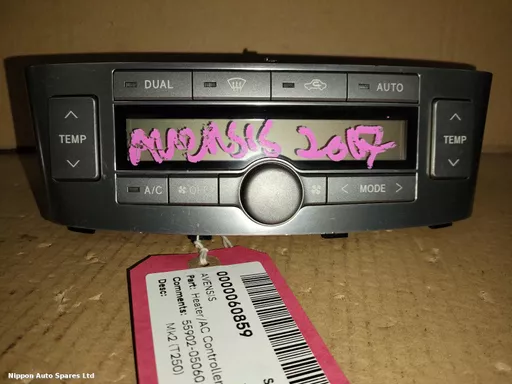 DUAL
AUTO
TEMP
AVENSIS 2007
TEMP
A/C
OFF
< MODE >
0000060859
AVENSIS
Part: Heater/AC Controller
Comments: 55902-05060
Mk2 (T250)
Desc:
Nippon Auto Spares Ltd